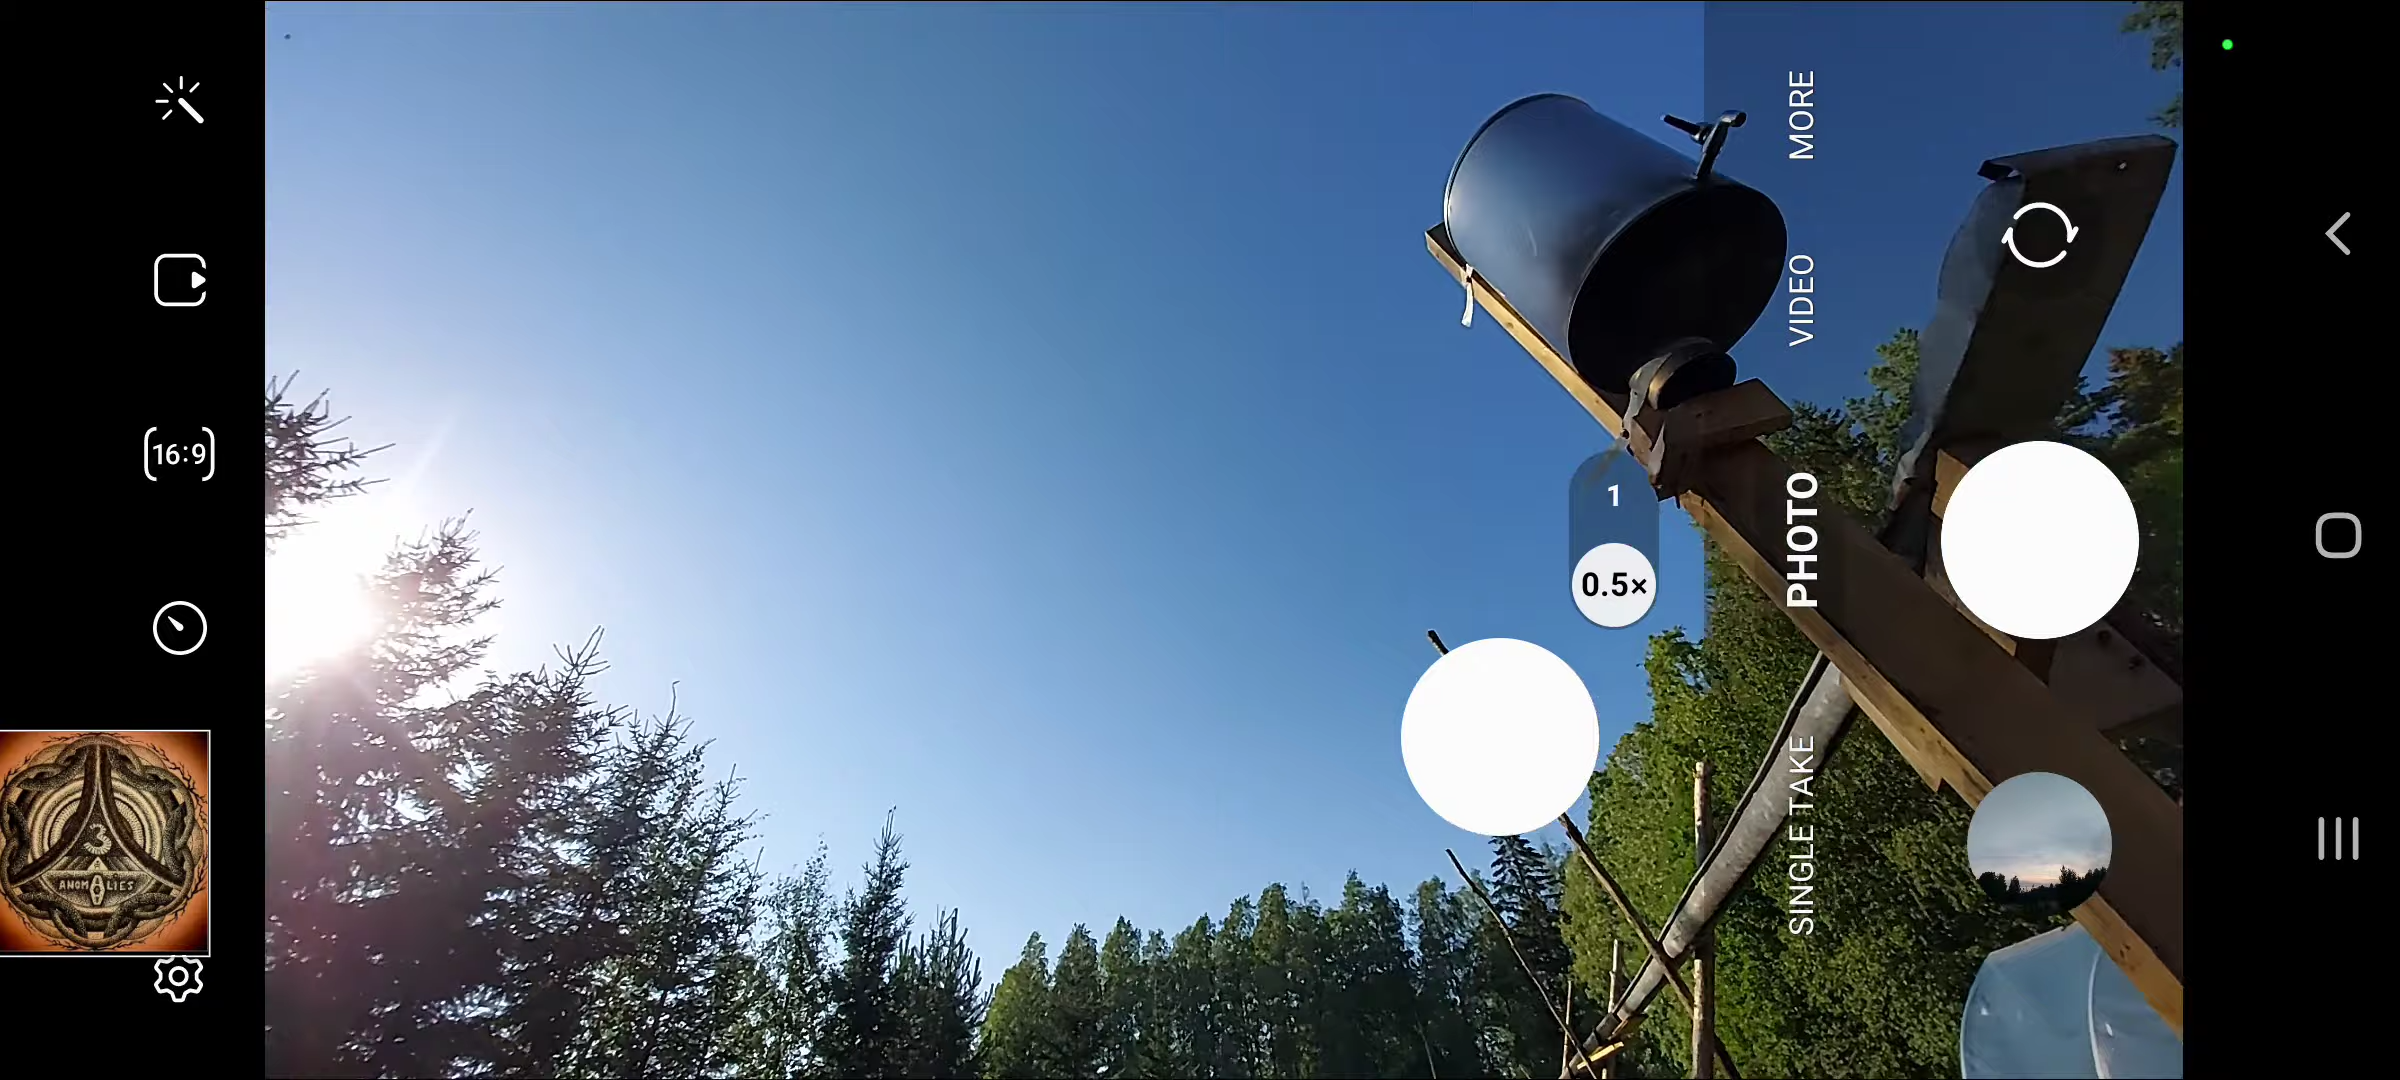 16:9
3
ANOMALIES
1
0.5×
MORE
VIDEO
PHOTO
SINGLE TAKE